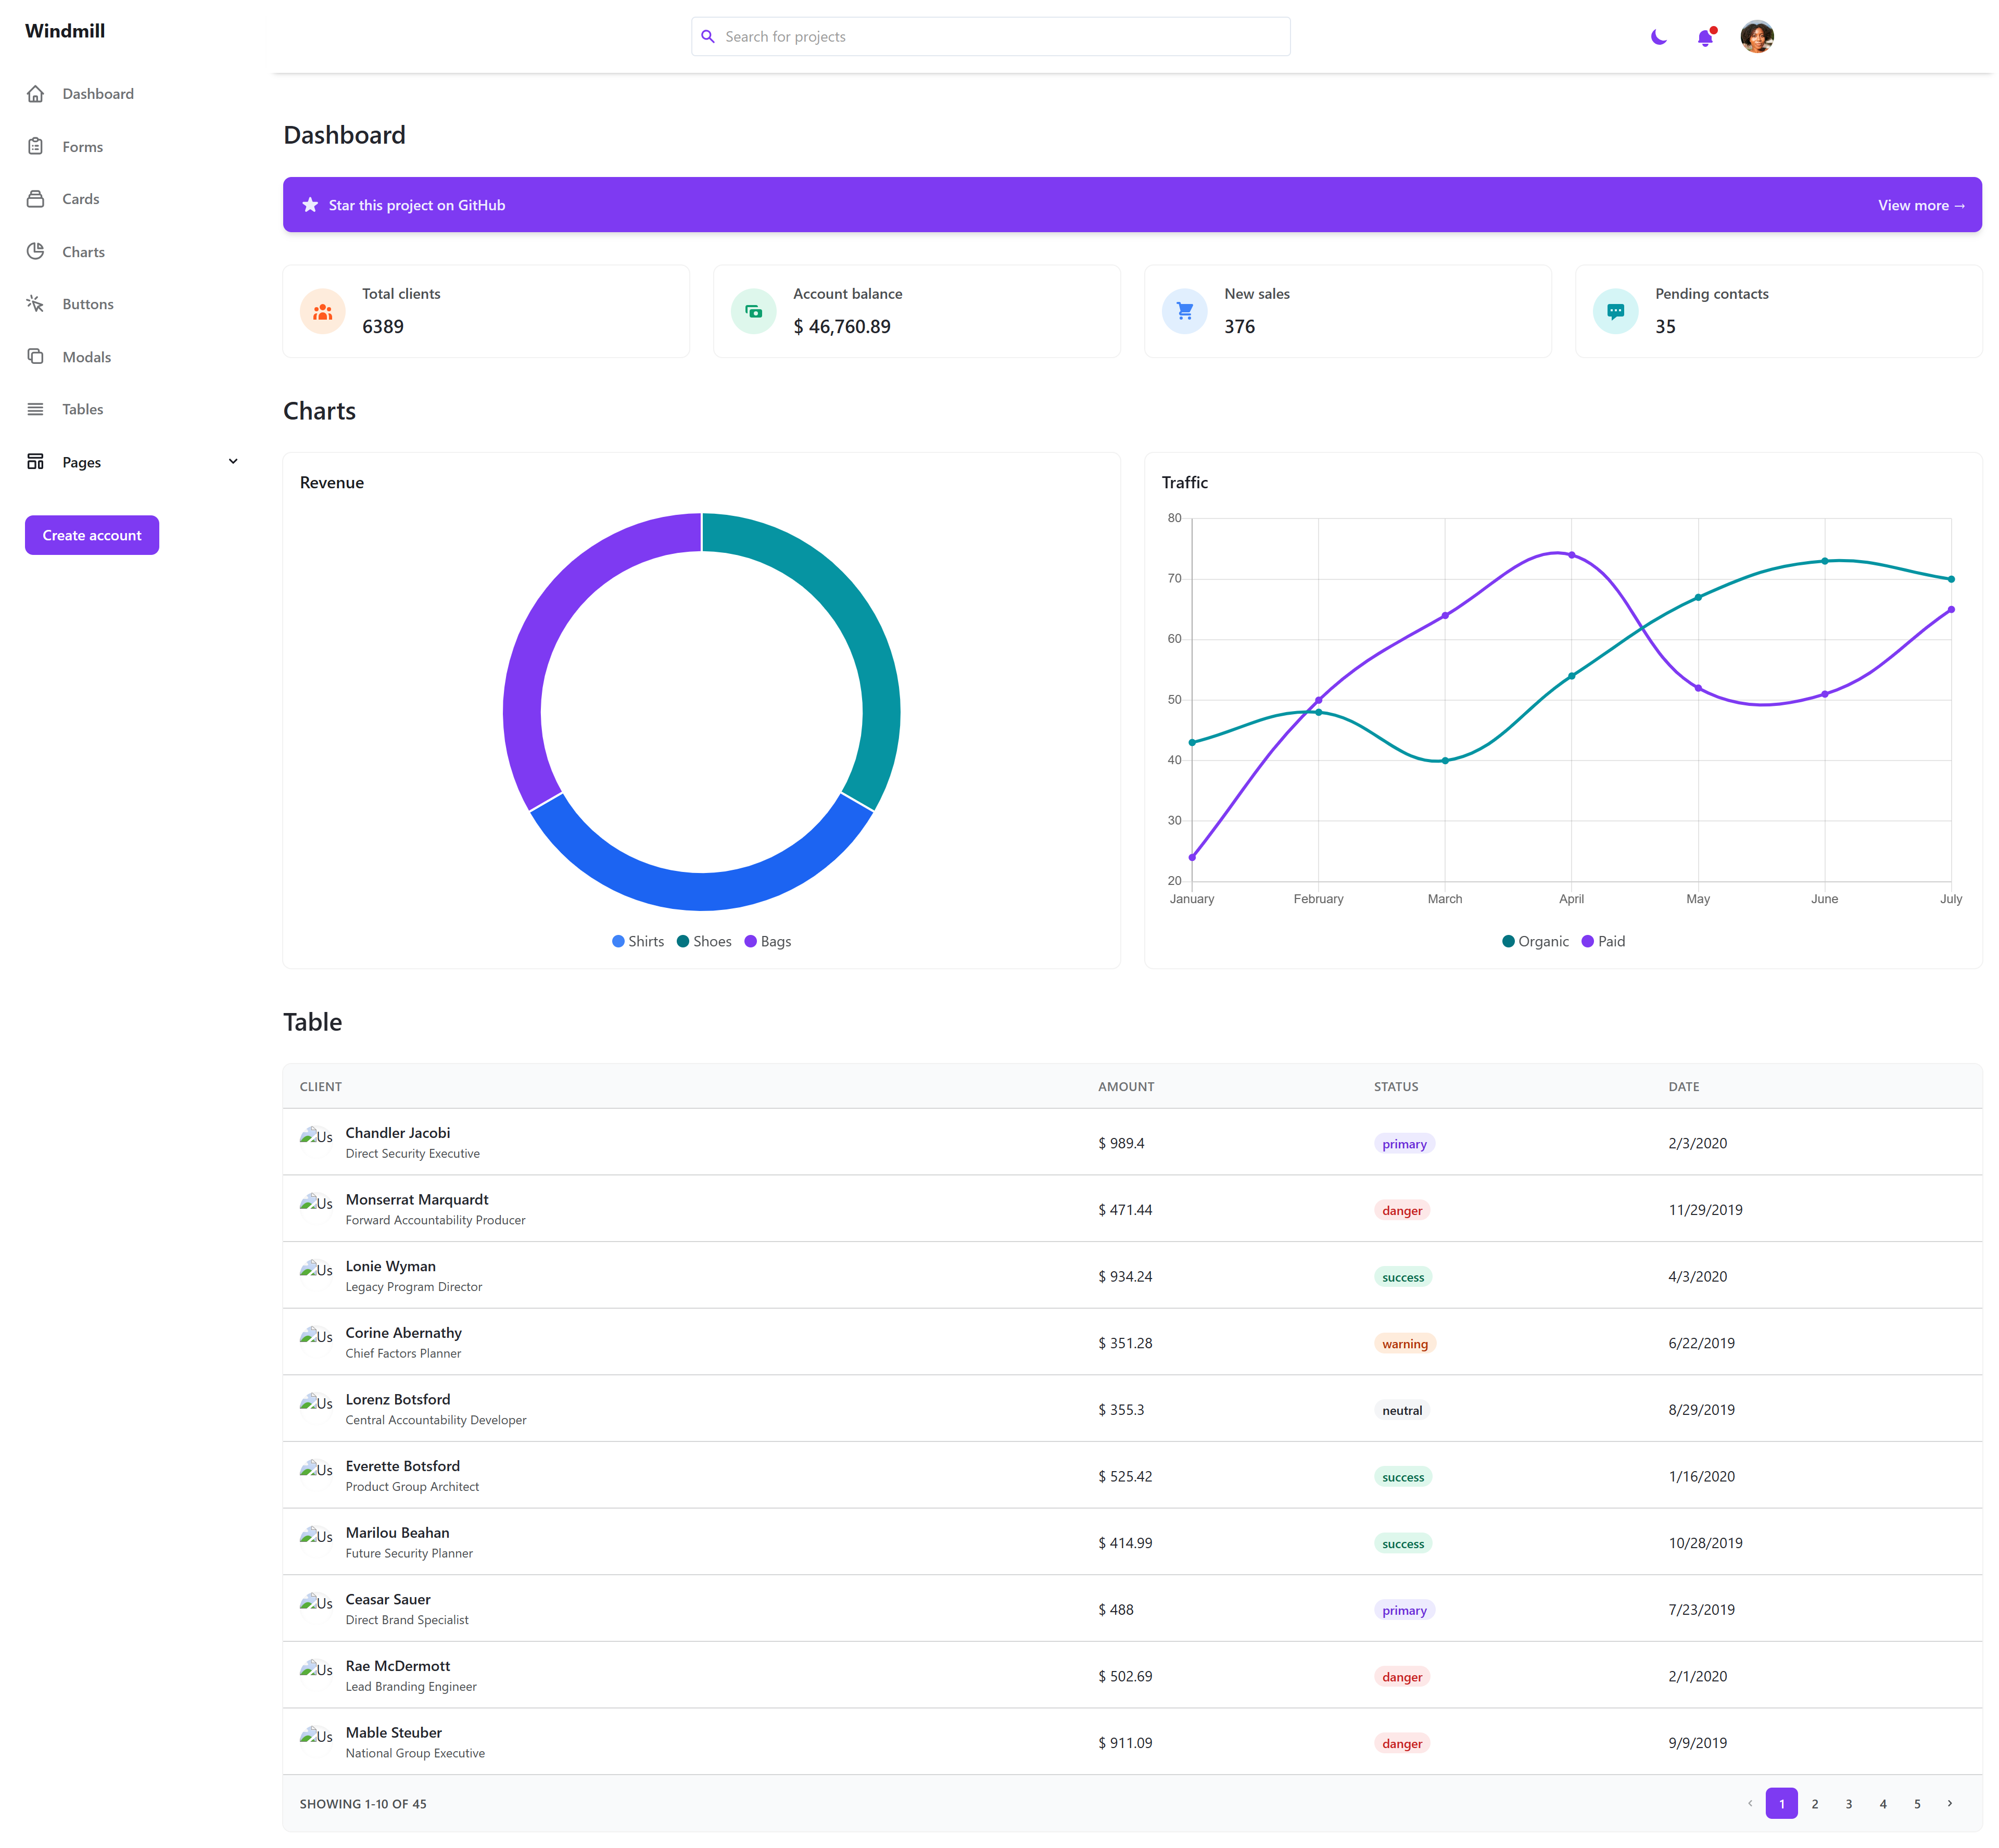 Windmill
Search for projects
Dashboard
Forms
Cards
Charts
Buttons
Modals
Tables
Pages
Create account
Dashboard
Star this project on GitHub
View more →
Total clients
6389
Account balance
$ 46,760.89
New sales
376
Pending contacts
35
Charts
Revenue
Shirts Shoes Bags
Traffic
80
70
60
50
40
30
20
January February March April May June July
Organic Paid
Table
CLIENT AMOUNT STATUS DATE
Us Chandler Jacobi
Direct Security Executive
$ 989.4 primary 2/3/2020
Us Monserrat Marquardt
Forward Accountability Producer
$ 471.44 danger 11/29/2019
Us Lonie Wyman
Legacy Program Director
$ 934.24 success 4/3/2020
Us Corine Abernathy
Chief Factors Planner
$ 351.28 warning 6/22/2019
Us Lorenz Botsford
Central Accountability Developer
$ 355.3 neutral 8/29/2019
Us Everette Botsford
Product Group Architect
$ 525.42 success 1/16/2020
Us Marilou Beahan
Future Security Planner
$ 414.99 success 10/28/2019
Us Ceasar Sauer
Direct Brand Specialist
$ 488 primary 7/23/2019
Us Rae McDermott
Lead Branding Engineer
$ 502.69 danger 2/1/2020
Us Mable Steuber
National Group Executive
$ 911.09 danger 9/9/2019
SHOWING 1-10 OF 45
1 2 3 4 5